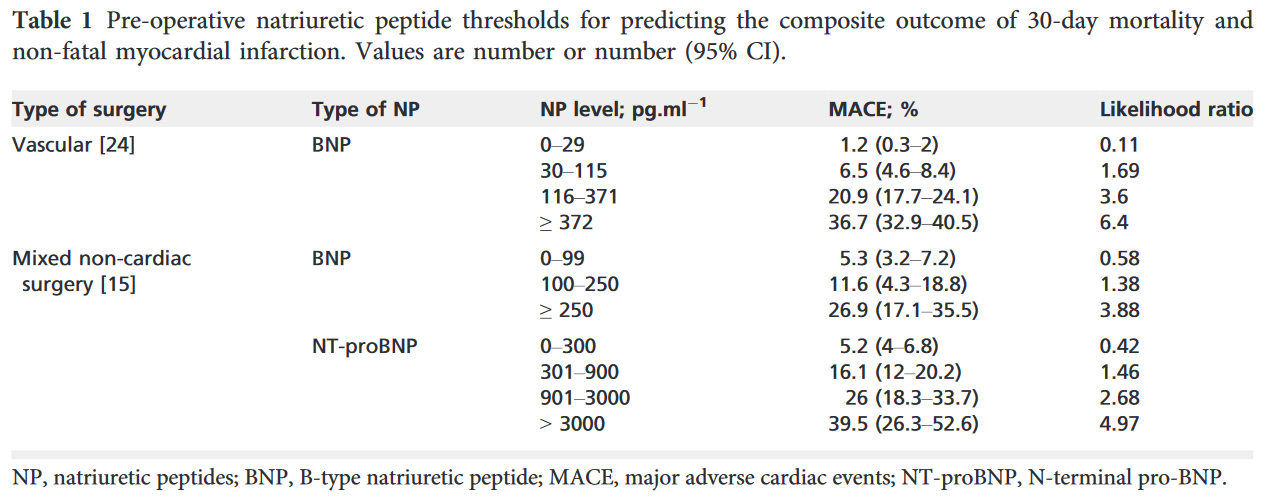 Table 1 Pre-operative natriuretic peptide thresholds for predicting the composite outcome of 30-day mortality and
non-fatal myocardial infarction. Values are number or number (95% CI).
Type of surgery Type of NP NP level; pg.ml⁻¹ MACE; % Likelihood ratio
Vascular [24] BNP 0–29 1.2 (0.3–2) 0.11
30–115 6.5 (4.6–8.4) 1.69
116–371 20.9 (17.7–24.1) 3.6
≥ 372 36.7 (32.9–40.5) 6.4
Mixed non-cardiac BNP 0–99 5.3 (3.2–7.2) 0.58
surgery [15] 100–250 11.6 (4.3–18.8) 1.38
≥ 250 26.9 (17.1–35.5) 3.88
NT-proBNP 0–300 5.2 (4–6.8) 0.42
301–900 16.1 (12–20.2) 1.46
901–3000 26 (18.3–33.7) 2.68
> 3000 39.5 (26.3–52.6) 4.97
NP, natriuretic peptides; BNP, B-type natriuretic peptide; MACE, major adverse cardiac events; NT-proBNP, N-terminal pro-BNP.